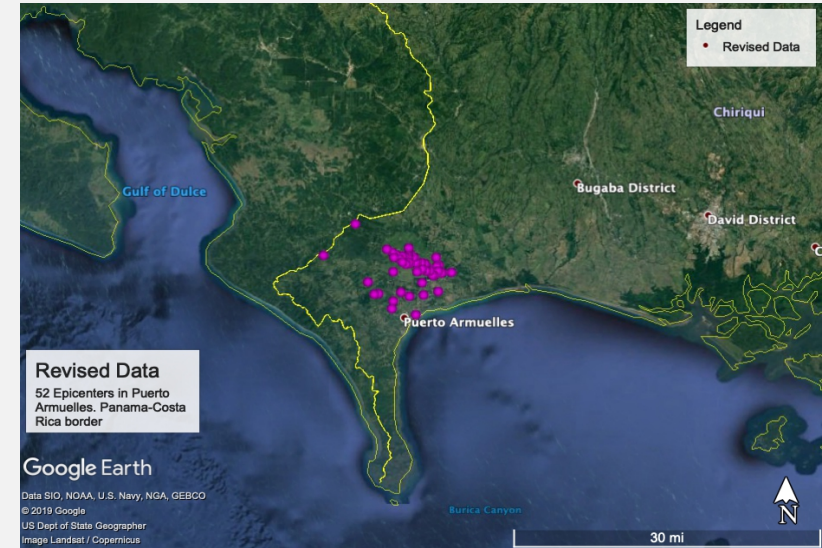 Legend
Revised Data
Chiriqui
Gulf of Dulce
Bugaba District
David District
C
Puerto Armuelles
Revised Data
52 Epicenters in Puerto
Armuelles. Panama-Costa
Rica border
Google Earth
Data SIO, NOAA, U.S. Navy, NGA, GEBCO
© 2019 Google
US Dept of State Geographer
Image Landsat / Copernicus
Burica Canyon
N
30 mi